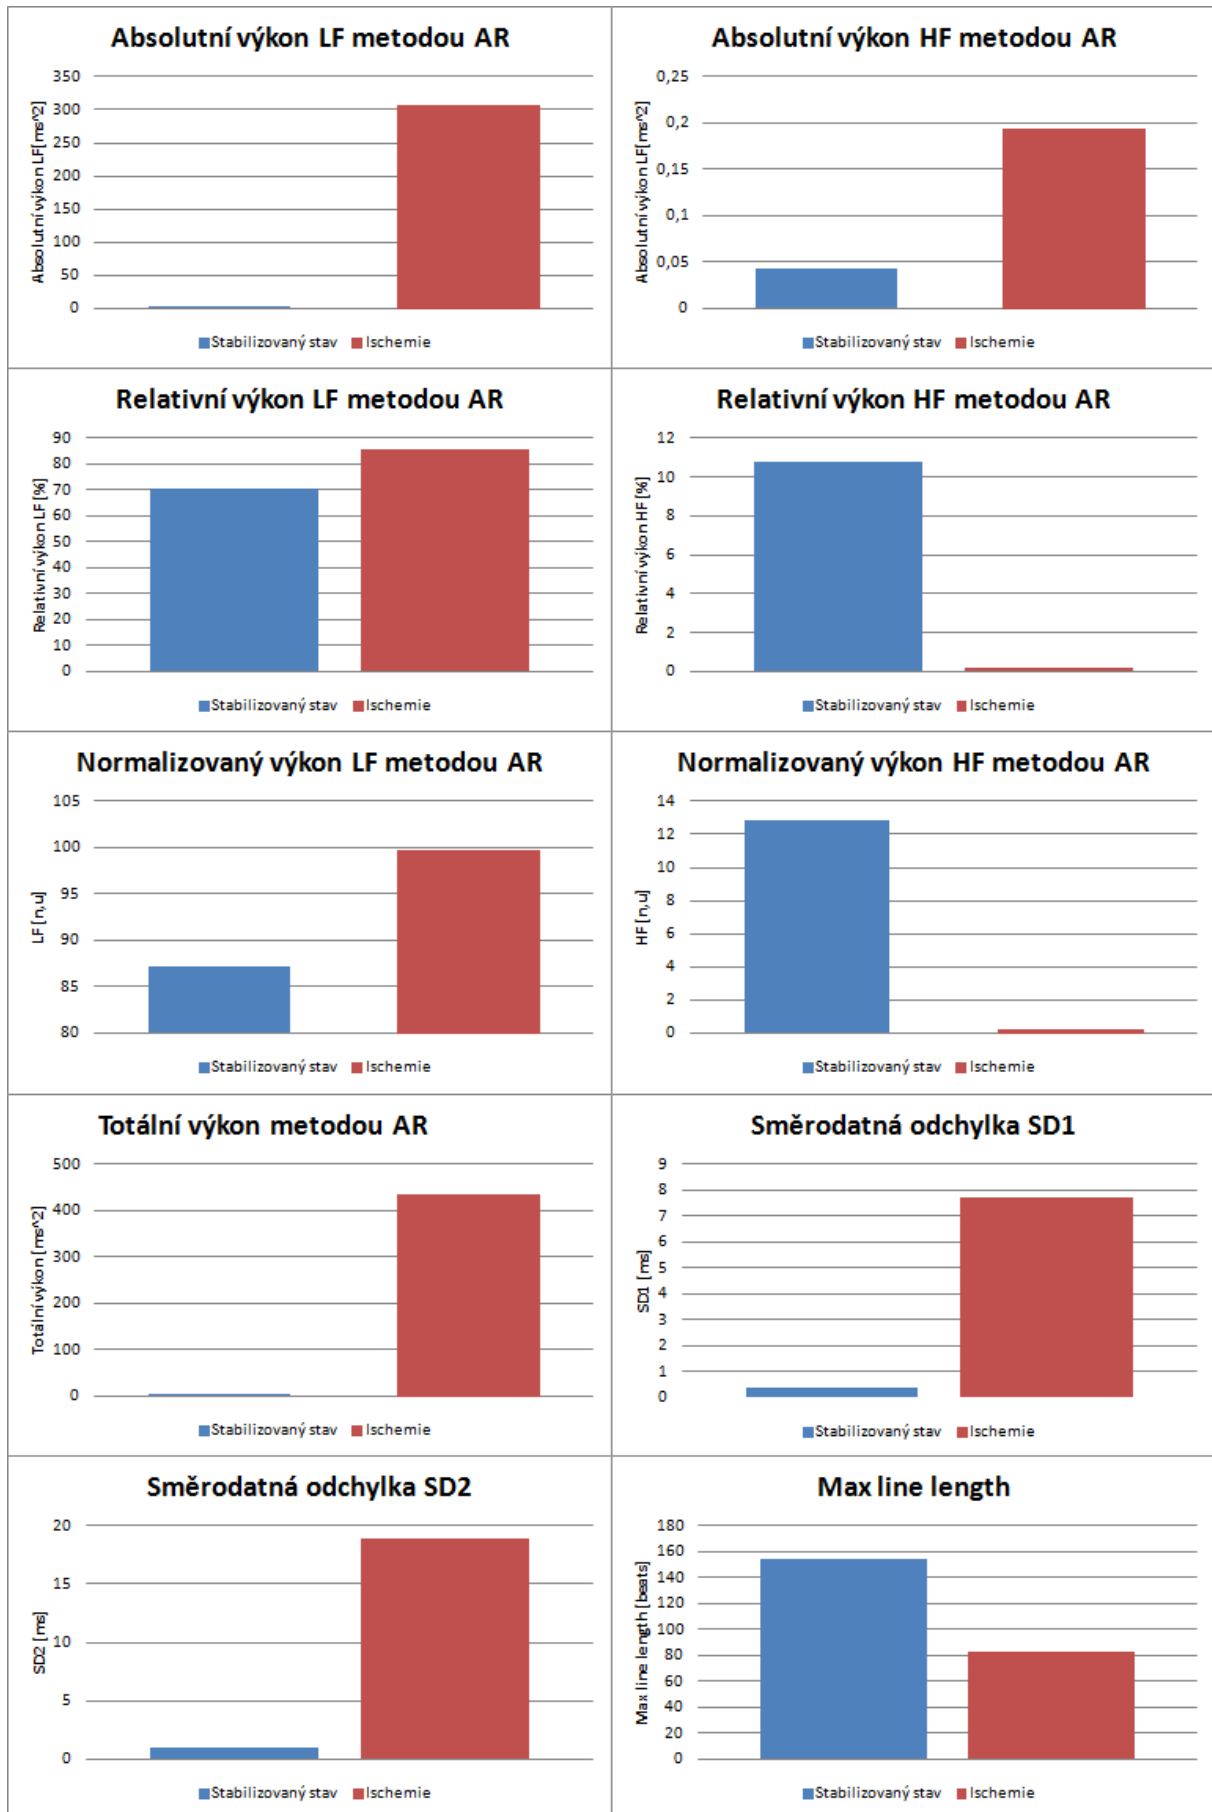 Absolutní výkon LF metodou AR
Absolutní výkon LF[ms^2]
350
300
250
200
150
100
50
0
Stabilizovaný stav Ischemie
Absolutní výkon HF metodou AR
Absolutní výkon LF[ms^2]
0,25
0,2
0,15
0,1
0,05
0
Stabilizovaný stav Ischemie
Relativní výkon LF metodou AR
Relativní výkon LF [%]
90
80
70
60
50
40
30
20
10
0
Stabilizovaný stav Ischemie
Relativní výkon HF metodou AR
Relativní výkon HF [%]
12
10
8
6
4
2
0
Stabilizovaný stav Ischemie
Normalizovaný výkon LF metodou AR
LF [n,u]
105
100
95
90
85
80
Stabilizovaný stav Ischemie
Normalizovaný výkon HF metodou AR
HF [n,u]
14
12
10
8
6
4
2
0
Stabilizovaný stav Ischemie
Totální výkon metodou AR
Totální výkon [ms^2]
500
400
300
200
100
0
Stabilizovaný stav Ischemie
Směrodatná odchylka SD1
SD1 [ms]
9
8
7
6
5
4
3
2
1
0
Stabilizovaný stav Ischemie
Směrodatná odchylka SD2
SD2 [ms]
20
15
10
5
0
Stabilizovaný stav Ischemie
Max line length
Max line length [beats]
180
160
140
120
100
80
60
40
20
0
Stabilizovaný stav Ischemie